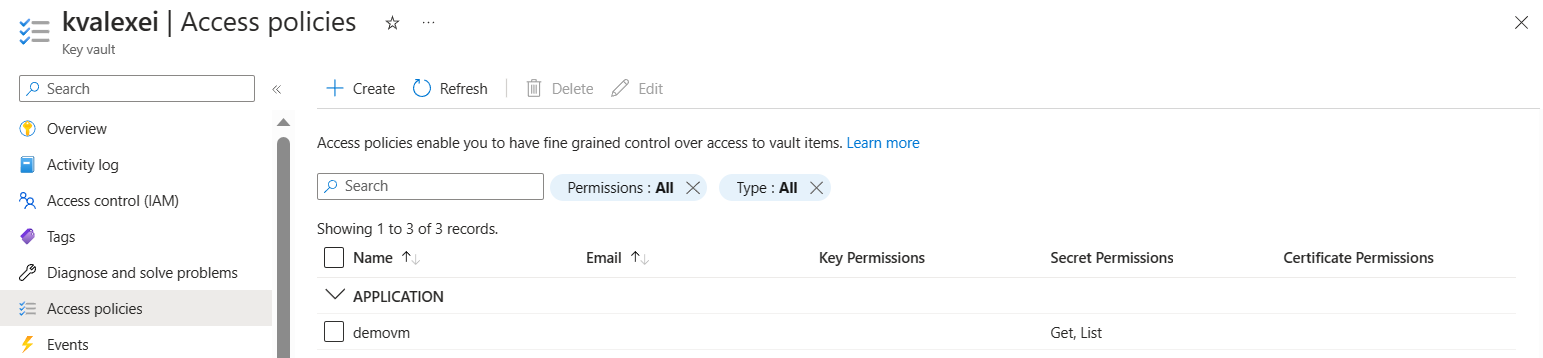 kvalexei | Access policies
Key vault
Search
Overview
Activity log
Access control (IAM)
Tags
Diagnose and solve problems
Access policies
Events
Create Refresh Delete Edit
Access policies enable you to have fine grained control over access to vault items. Learn more
Search Permissions : All Type : All
Showing 1 to 3 of 3 records.
Name Email Key Permissions Secret Permissions Certificate Permissions
APPLICATION
demovm Get, List